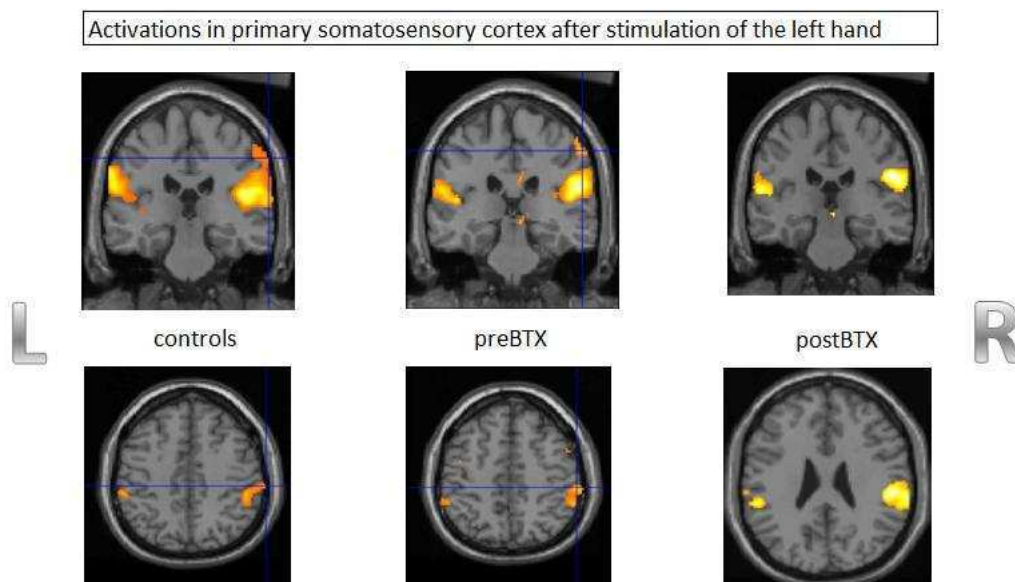 Activations in primary somatosensory cortex after stimulation of the left hand
L
controls preBTX postBTX
R